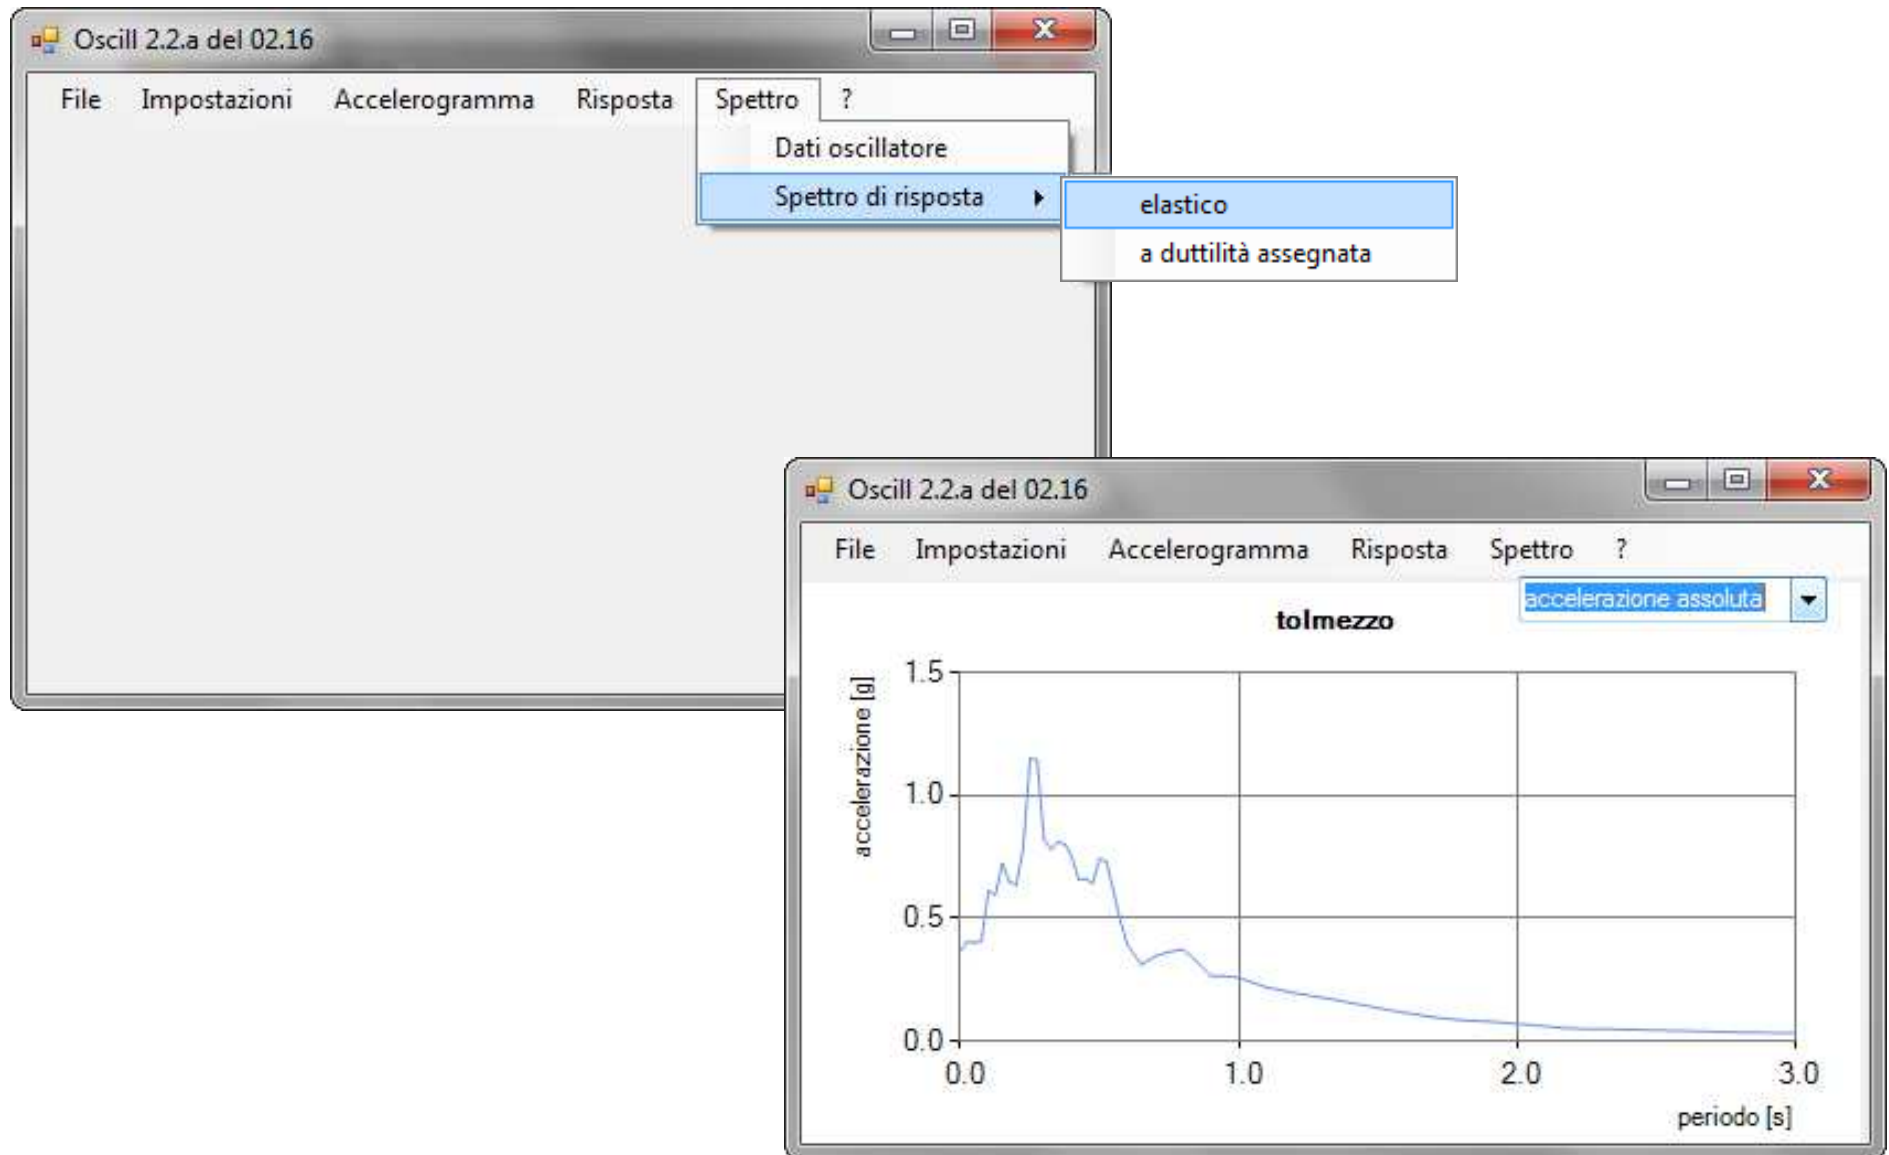 Oscill 2.2.a del 02.16
File Impostazioni Accelerogramma Risposta Spettro ?
Dati oscillatore
Spettro di risposta
elastico
a duttilità assegnata
Oscill 2.2.a del 02.16
File Impostazioni Accelerogramma Risposta Spettro ?
accelerazione assoluta
tolmezzo
accelerazione [g]
1.5
1.0
0.5
0.0
0.0 1.0 2.0 3.0
periodo [s]